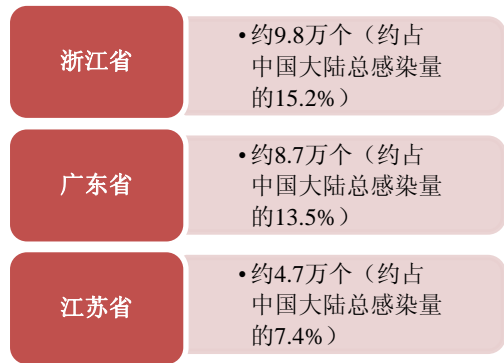 浙江省
•约9.8万个（约占
中国大陆总感染量
的15.2%）
广东省
•约8.7万个（约占
中国大陆总感染量
的13.5%）
江苏省
•约4.7万个（约占
中国大陆总感染量
的7.4%）